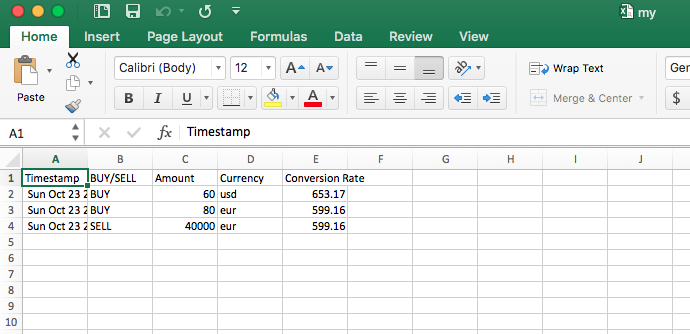 my
Home Insert Page Layout Formulas Data Review View
Paste Calibri (Body) 12 A A Wrap Text Gen
B I U A Merge & Center $
A1 fx Timestamp
A B C D E F G H I J
1 Timestamp BUY/SELL Amount Currency Conversion Rate
2 Sun Oct 23 2 BUY 60 usd 653.17
3 Sun Oct 23 2 BUY 80 eur 599.16
4 Sun Oct 23 2 SELL 40000 eur 599.16
5
6
7
8
9
10